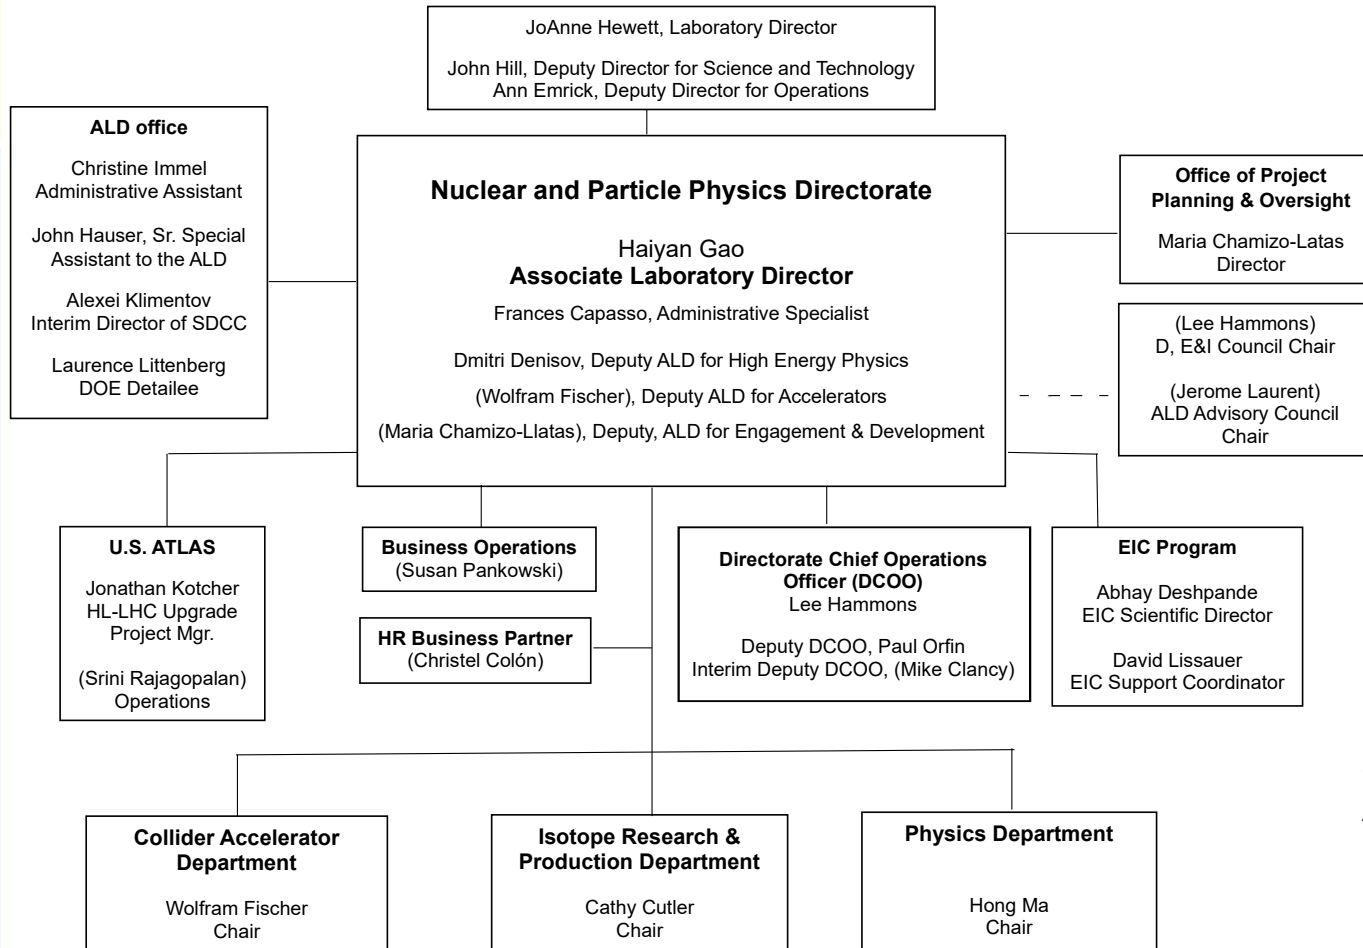 JoAnne Hewett, Laboratory Director
John Hill, Deputy Director for Science and Technology
Ann Emrick, Deputy Director for Operations
ALD office
Christine Immel
Administrative Assistant
John Hauser, Sr. Special
Assistant to the ALD
Alexei Klimentov
Interim Director of SDCC
Laurence Littenberg
DOE Detailee
Nuclear and Particle Physics Directorate
Haiyan Gao
Associate Laboratory Director
Frances Capasso, Administrative Specialist
Dmitri Denisov, Deputy ALD for High Energy Physics
(Wolfram Fischer), Deputy ALD for Accelerators
(Maria Chamizo-Llatas), Deputy, ALD for Engagement & Development
Office of Project
Planning & Oversight
Maria Chamizo-Latas
Director
(Lee Hammons)
D, E&I Council Chair
(Jerome Laurent)
ALD Advisory Council
Chair
U.S. ATLAS
Jonathan Kotcher
HL-LHC Upgrade
Project Mgr.
(Srini Rajagopalan)
Operations
Business Operations
(Susan Pankowski)
HR Business Partner
(Christel Colón)
Directorate Chief Operations
Officer (DCOO)
Lee Hammons
Deputy DCOO, Paul Orfin
Interim Deputy DCOO, (Mike Clancy)
EIC Program
Abhay Deshpande
EIC Scientific Director
David Lissauer
EIC Support Coordinator
Collider Accelerator
Department
Wolfram Fischer
Chair
Isotope Research &
Production Department
Cathy Cutler
Chair
Physics Department
Hong Ma
Chair